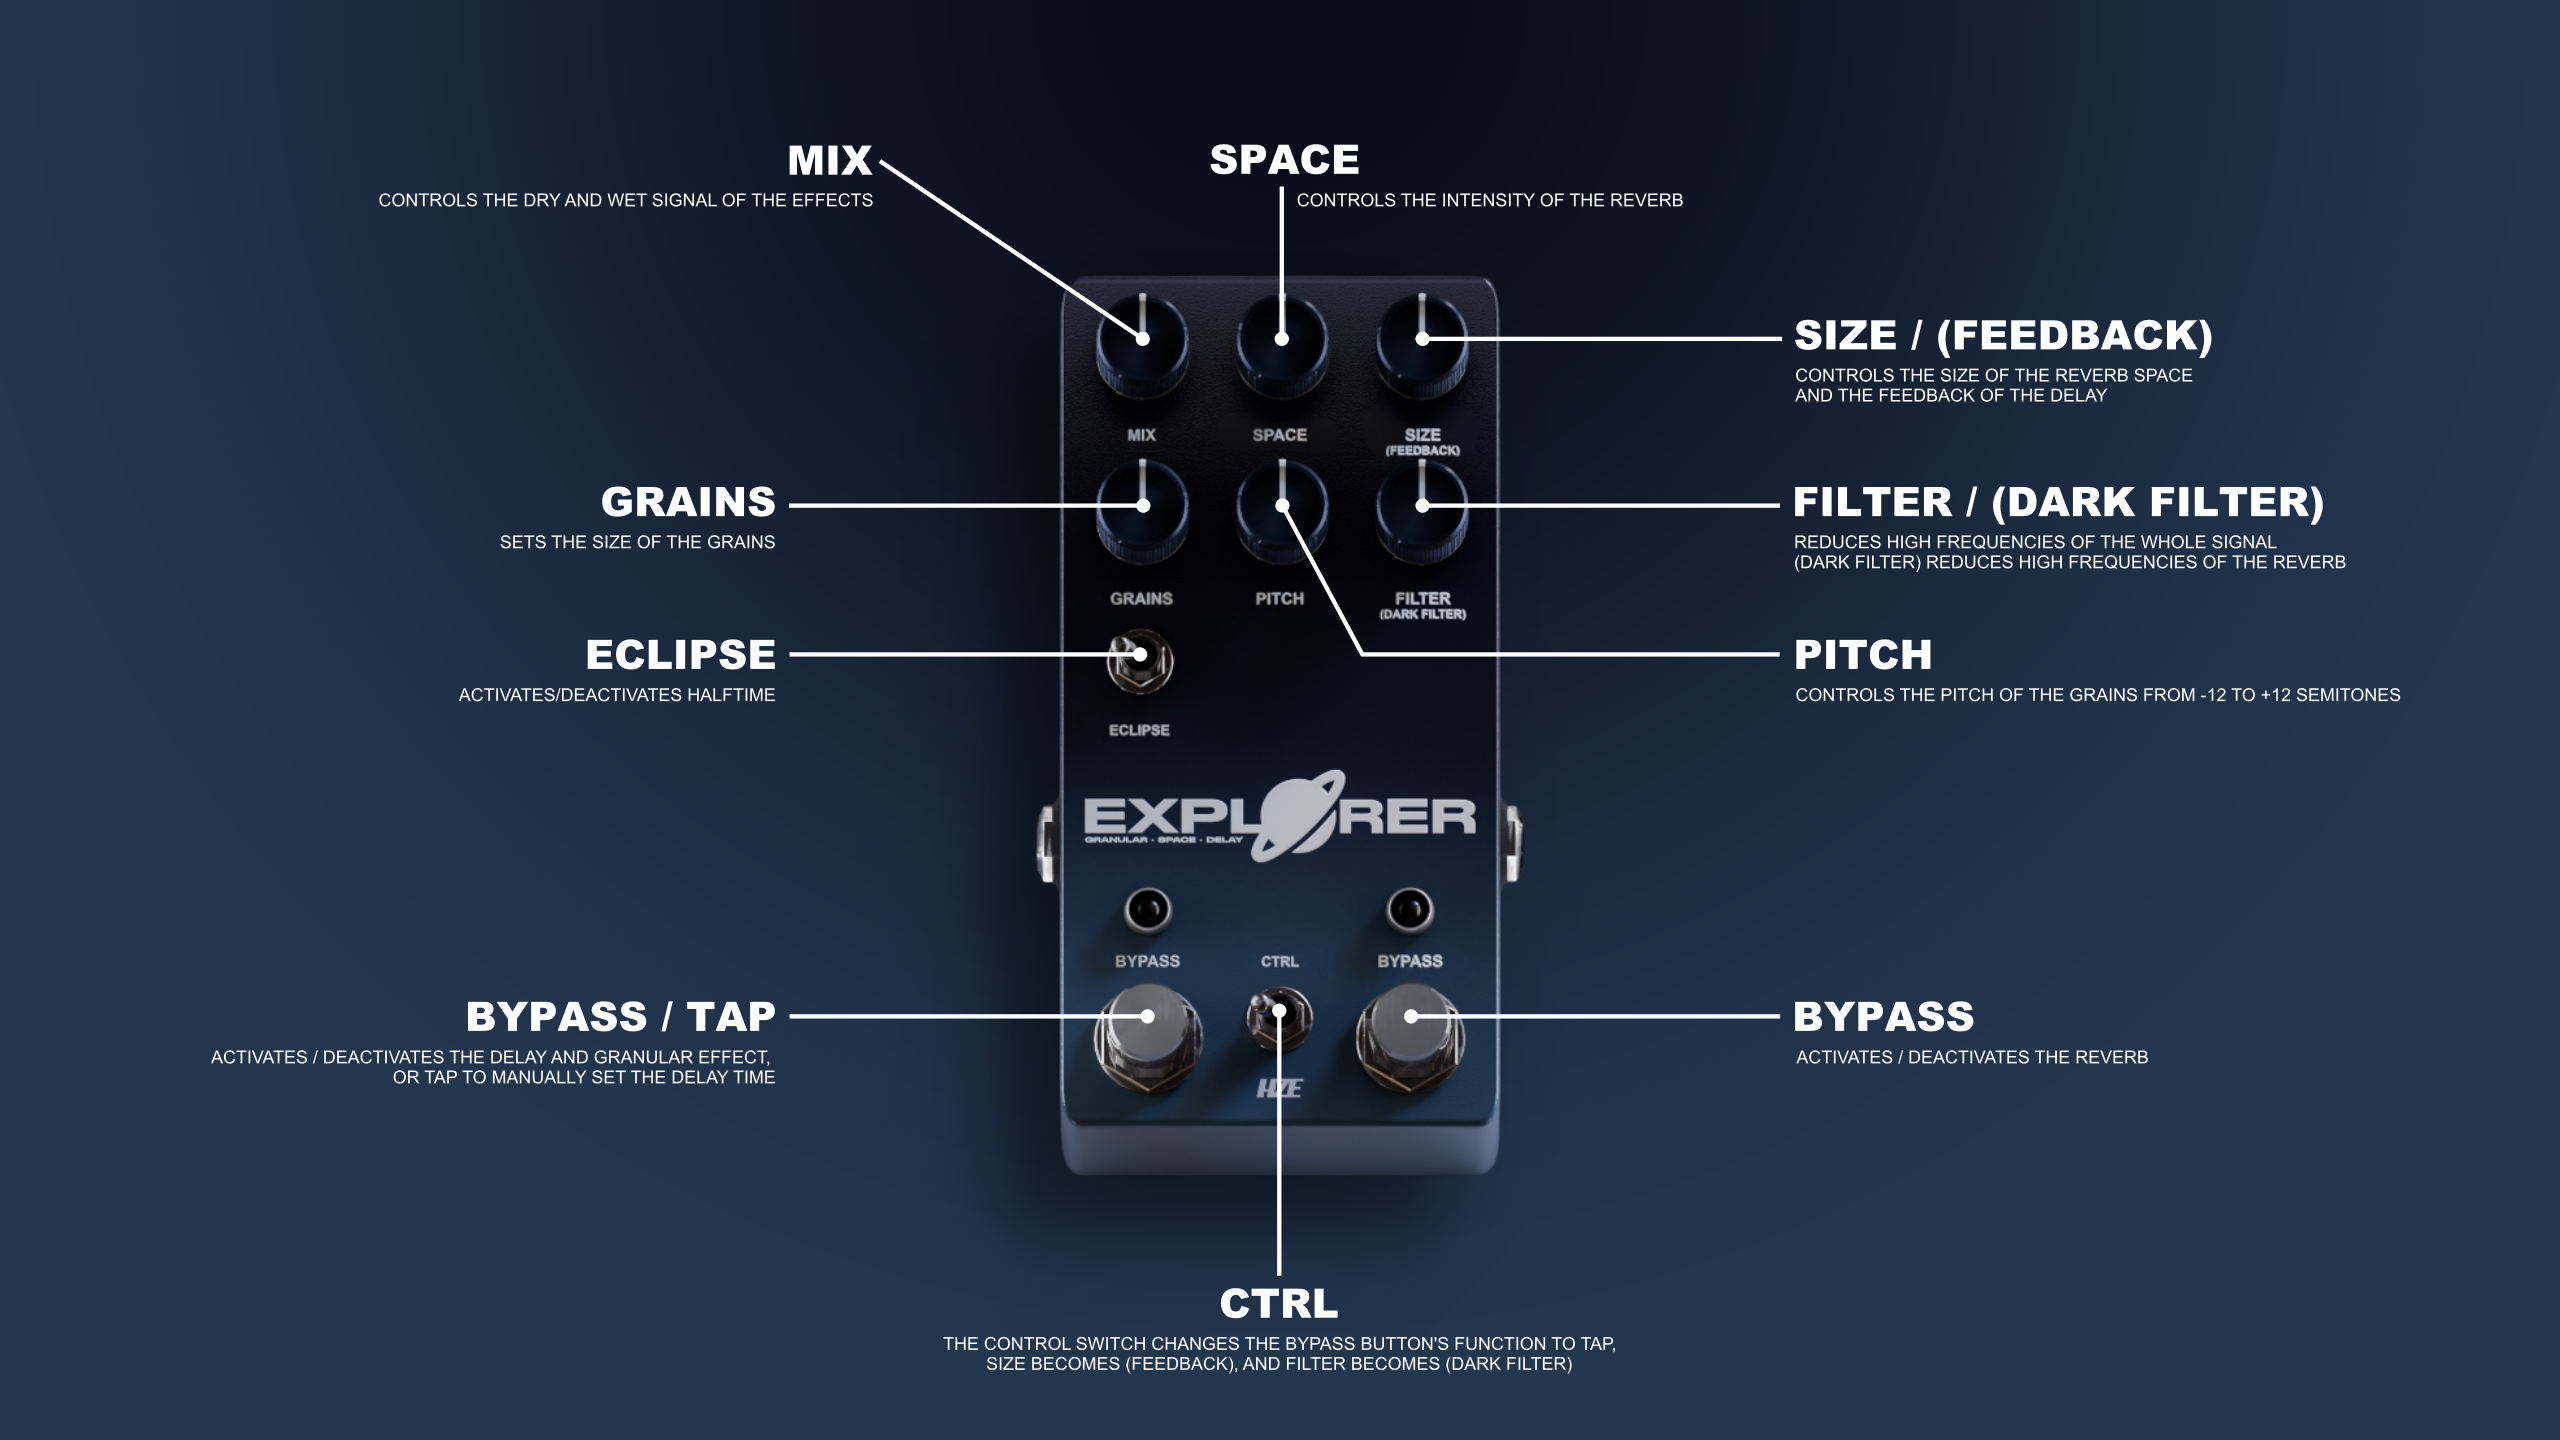 MIX
CONTROLS THE DRY AND WET SIGNAL OF THE EFFECTS
SPACE
CONTROLS THE INTENSITY OF THE REVERB
SIZE / (FEEDBACK)
CONTROLS THE SIZE OF THE REVERB SPACE
AND THE FEEDBACK OF THE DELAY
GRAINS
SETS THE SIZE OF THE GRAINS
FILTER / (DARK FILTER)
REDUCES HIGH FREQUENCIES OF THE WHOLE SIGNAL
(DARK FILTER) REDUCES HIGH FREQUENCIES OF THE REVERB
ECLIPSE
ACTIVATES/DEACTIVATES HALFTIME
PITCH
CONTROLS THE PITCH OF THE GRAINS FROM -12 TO +12 SEMITONES
MIX
SPACE
SIZE
(FEEDBACK)
GRAINS
PITCH
FILTER
(DARK FILTER)
ECLIPSE
EXPLORER
GRANULAR - SPACE - DELAY
BYPASS
CTRL
BYPASS
HZE
BYPASS / TAP
ACTIVATES / DEACTIVATES THE DELAY AND GRANULAR EFFECT,
OR TAP TO MANUALLY SET THE DELAY TIME
BYPASS
ACTIVATES / DEACTIVATES THE REVERB
CTRL
THE CONTROL SWITCH CHANGES THE BYPASS BUTTON'S FUNCTION TO TAP,
SIZE BECOMES (FEEDBACK), AND FILTER BECOMES (DARK FILTER)